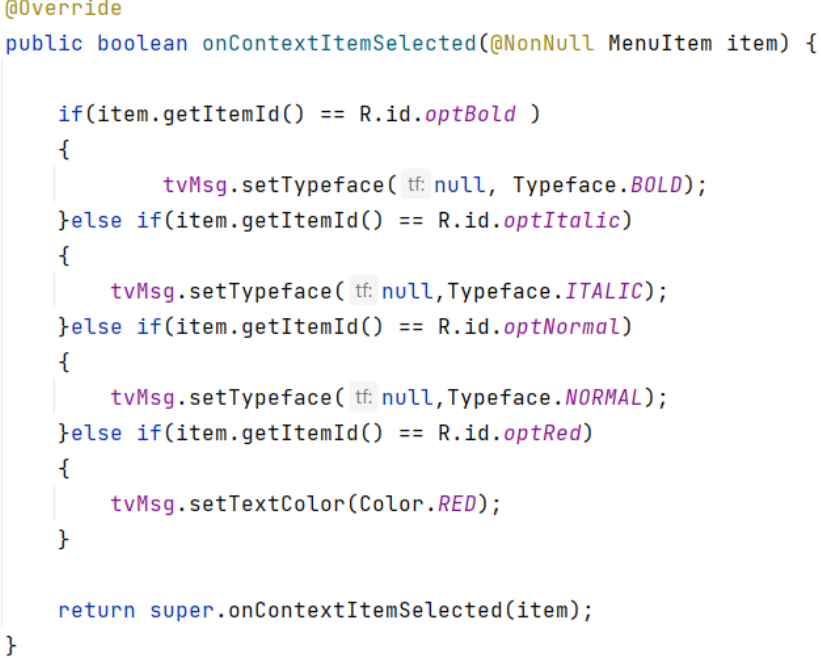 @Override
public boolean onContextItemSelected(@NonNull MenuItem item) {
if(item.getItemId() == R.id.optBold )
{
tvMsg.setTypeface( tf: null, Typeface.BOLD);
}else if(item.getItemId() == R.id.optItalic)
{
tvMsg.setTypeface( tf: null,Typeface.ITALIC);
}else if(item.getItemId() == R.id.optNormal)
{
tvMsg.setTypeface( tf: null,Typeface.NORMAL);
}else if(item.getItemId() == R.id.optRed)
{
tvMsg.setTextColor(Color.RED);
}
return super.onContextItemSelected(item);
}